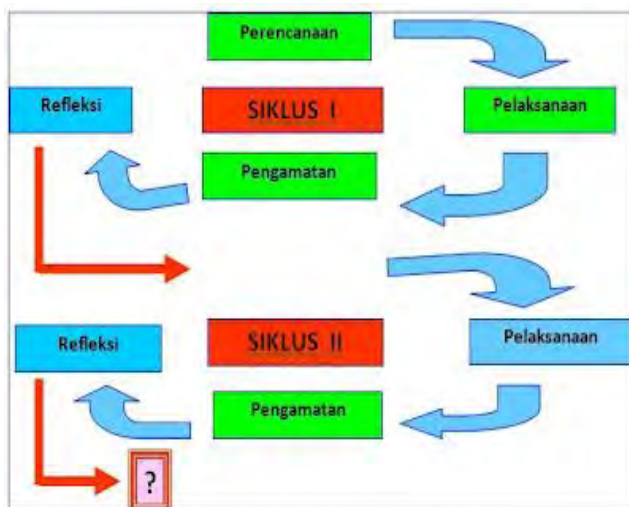 Perencanaan
Refleksi
SIKLUS I
Pelaksanaan
Pengamatan
Refleksi
SIKLUS II
Pelaksanaan
Pengamatan
?